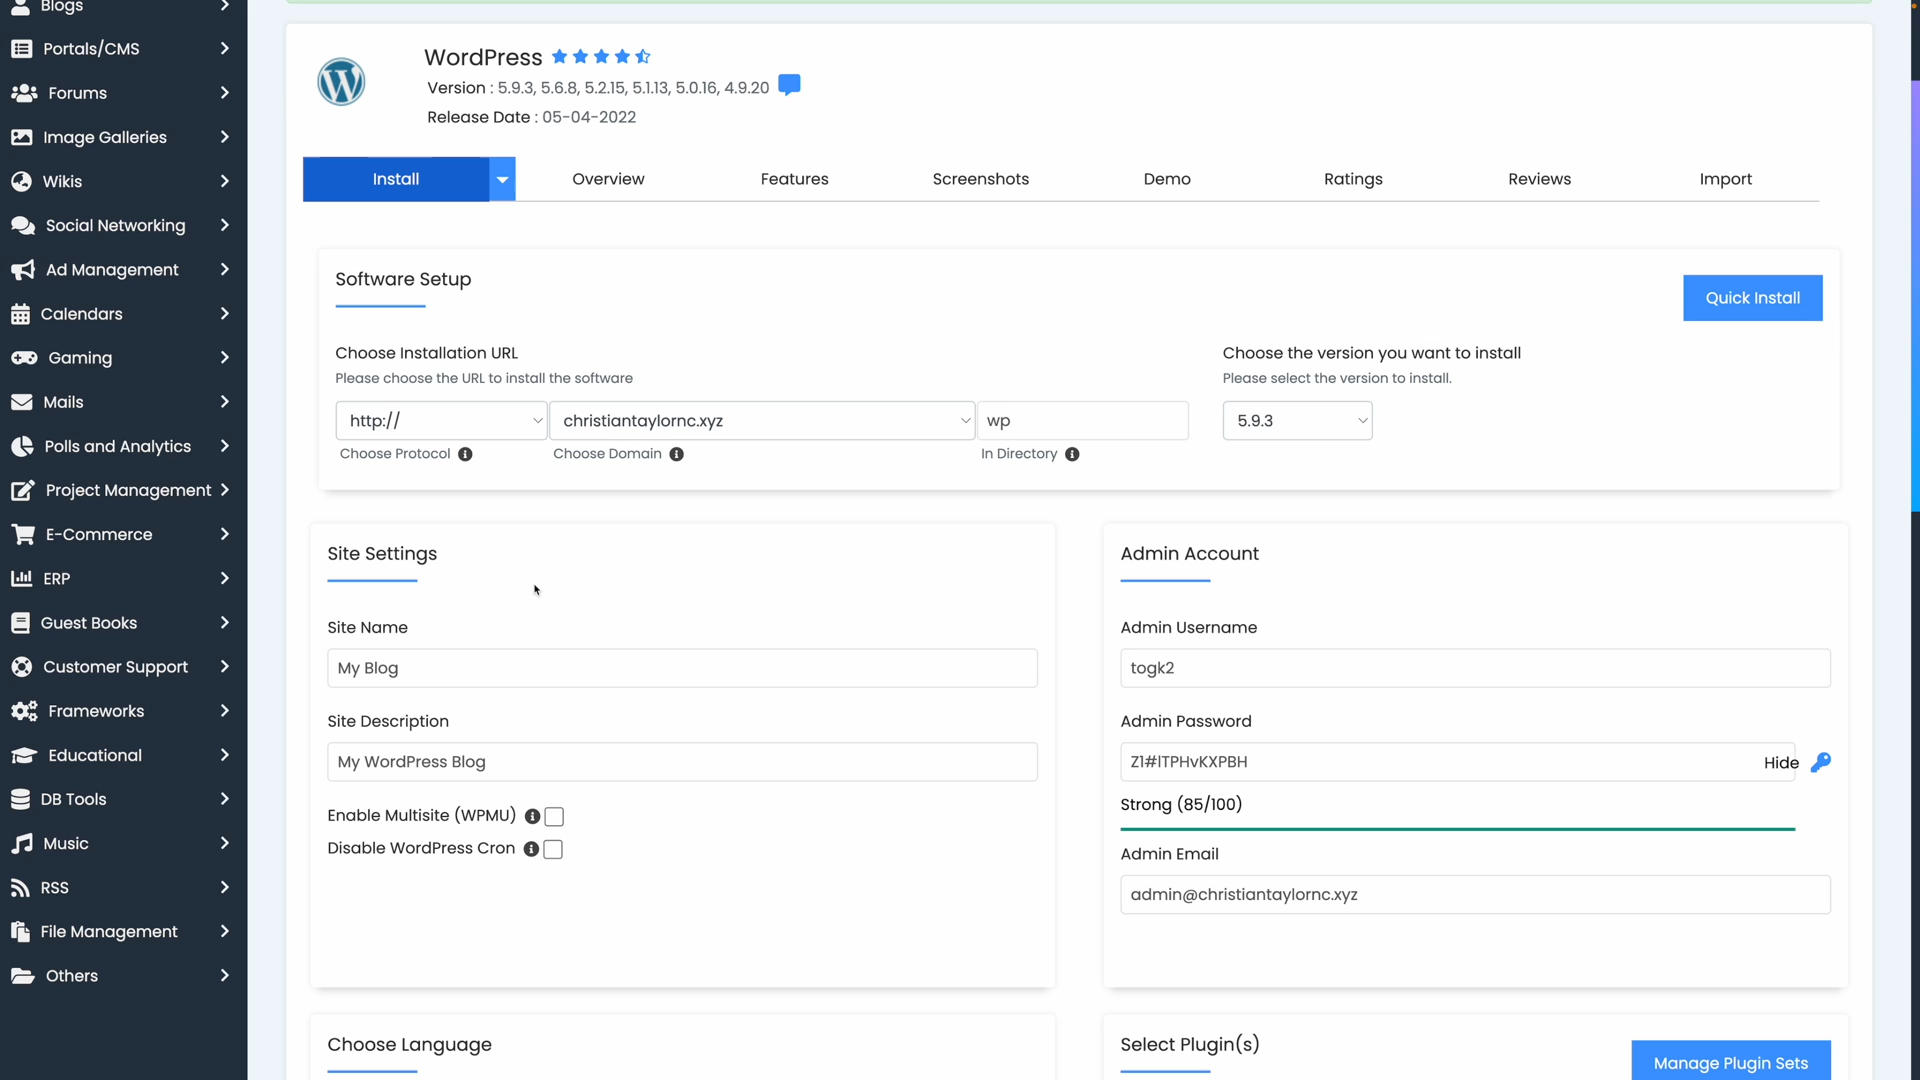 Blogs
Portals/CMS
Forums
Image Galleries
Wikis
Social Networking
Ad Management
Calendars
Gaming
Mails
Polls and Analytics
Project Management
E-Commerce
ERP
Guest Books
Customer Support
Frameworks
Educational
DB Tools
Music
RSS
File Management
Others
WordPress
Version : 5.9.3, 5.6.8, 5.2.15, 5.1.13, 5.0.16, 4.9.20
Release Date : 05-04-2022
Install Overview Features Screenshots Demo Ratings Reviews Import
Software Setup
Quick Install
Choose Installation URL
Please choose the URL to install the software
http:// christiantaylornc.xyz wp
Choose Protocol Choose Domain In Directory
Choose the version you want to install
Please select the version to install.
5.9.3
Site Settings
Site Name
My Blog
Site Description
My WordPress Blog
Enable Multisite (WPMU)
Disable WordPress Cron
Admin Account
Admin Username
togk2
Admin Password
Z1#lTPHvKXPBH Hide
Strong (85/100)
Admin Email
admin@christiantaylornc.xyz
Choose Language
Select Plugin(s)
Manage Plugin Sets